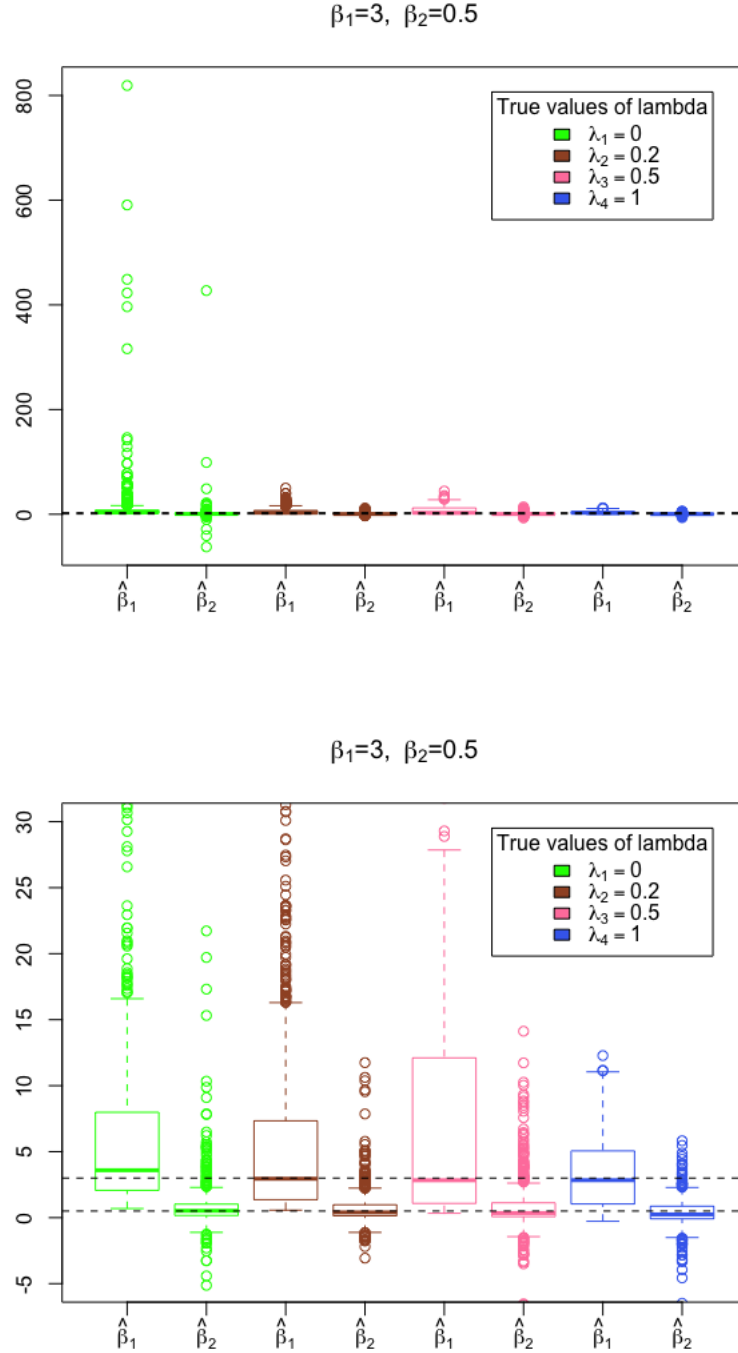 β₁=3, β₂=0.5
800
600
400
200
0
True values of lambda
λ₁ = 0
λ₂ = 0.2
λ₃ = 0.5
λ₄ = 1
β̂₁ β̂₂ β̂₁ β̂₂ β̂₁ β̂₂ β̂₁ β̂₂
β₁=3, β₂=0.5
30
25
20
15
10
5
0
-5
True values of lambda
λ₁ = 0
λ₂ = 0.2
λ₃ = 0.5
λ₄ = 1
β̂₁ β̂₂ β̂₁ β̂₂ β̂₁ β̂₂ β̂₁ β̂₂